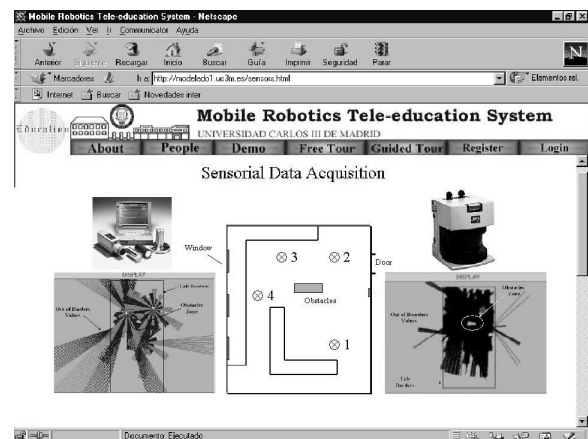 Mobile Robotics Tele-education System - Netscape
Archivo Edición Ver Ir Communicator Ayuda
Anterior Siguiente Recargar Inicio Buscar Guía Imprimir Seguridad Parar
N
Marcadores Ir a: http://modelado1.uc3m.es/sensors.html Elementos rel.
Internet Buscar Novedades inter
Mobile Robotics Tele-education System
UNIVERSIDAD CARLOS III DE MADRID
About People Demo Free Tour Guided Tour Register Login
Sensorial Data Acquisition
Window
Door
3
2
4
Obstacles
1
DISPLAY
Lab Borders
Out of Borders Values
Obstacles Zone
DISPLAY
Obstacles Zone
Out of Borders Values
Lab Borders
Documento: Ejecutado